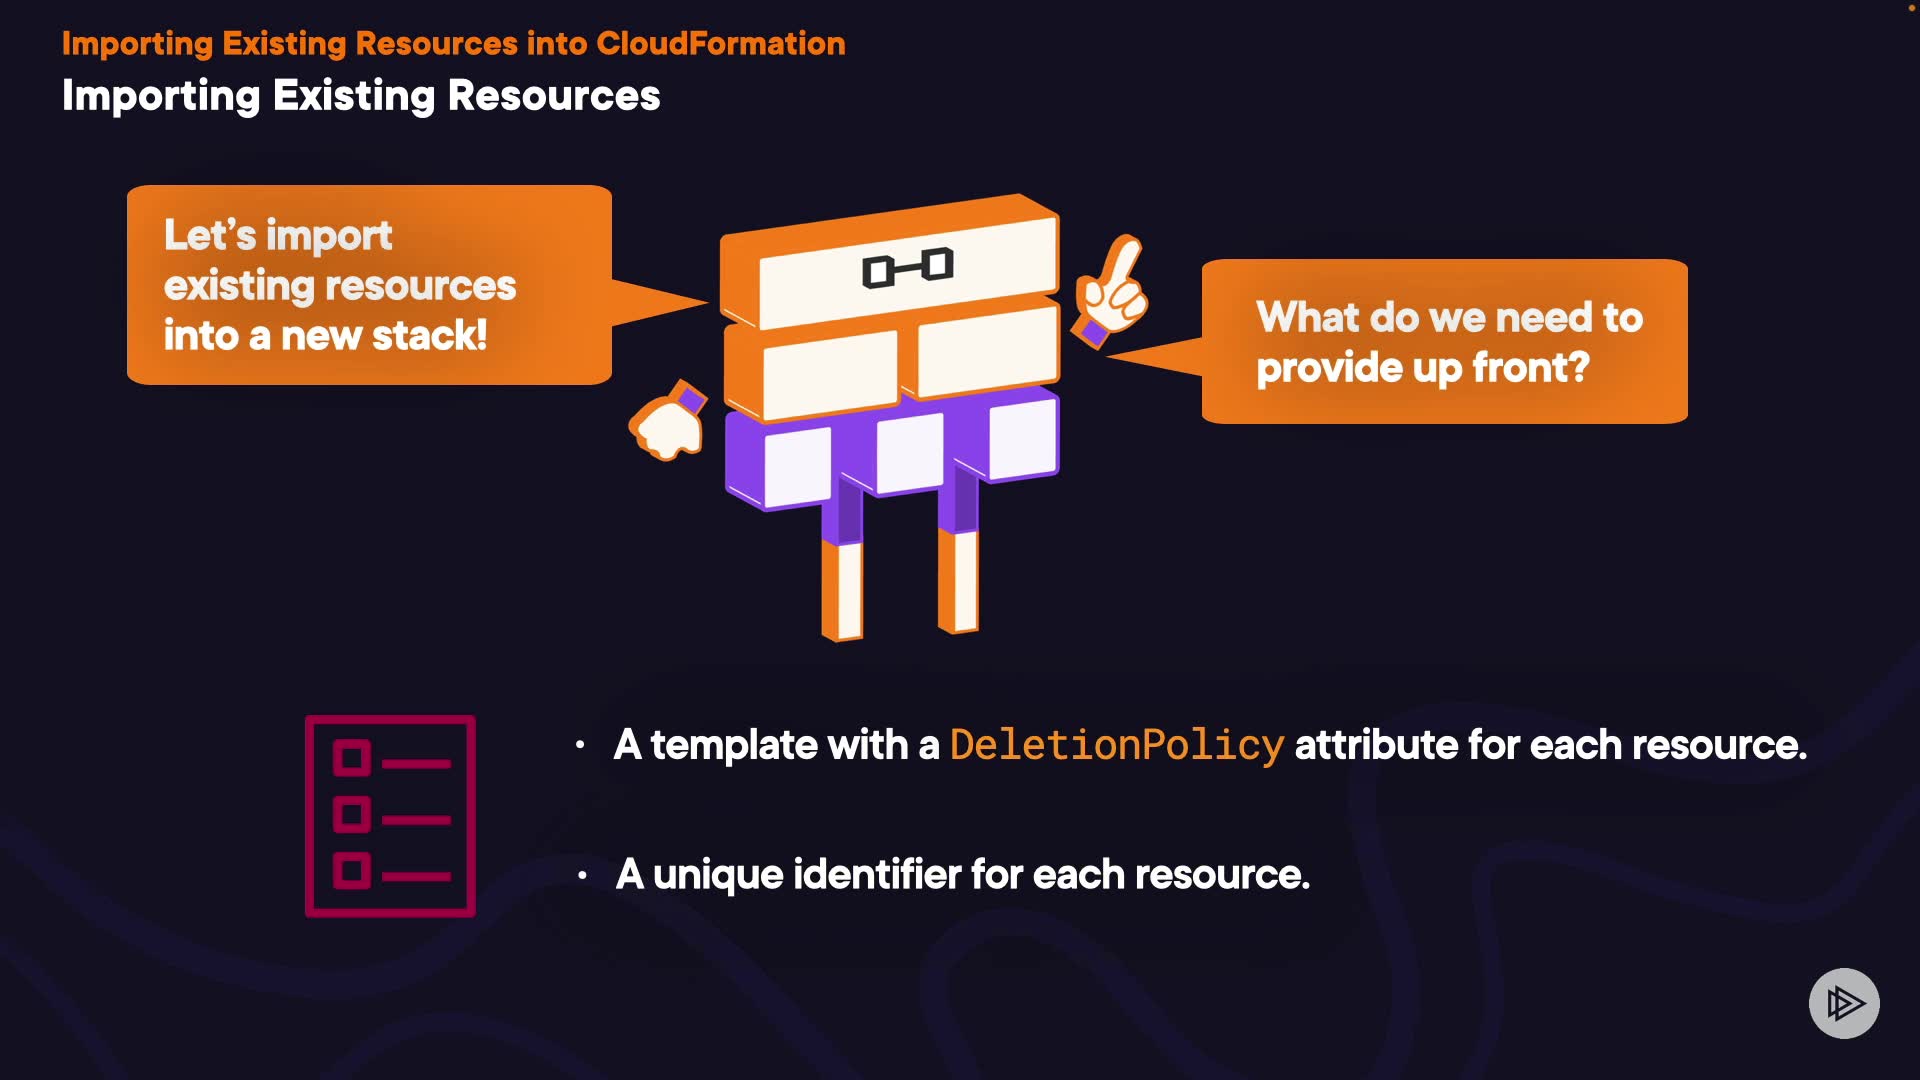 Importing Existing Resources into CloudFormation
Importing Existing Resources
Let’s import
existing resources
into a new stack!
What do we need to
provide up front?
• A template with a DeletionPolicy attribute for each resource.
• A unique identifier for each resource.